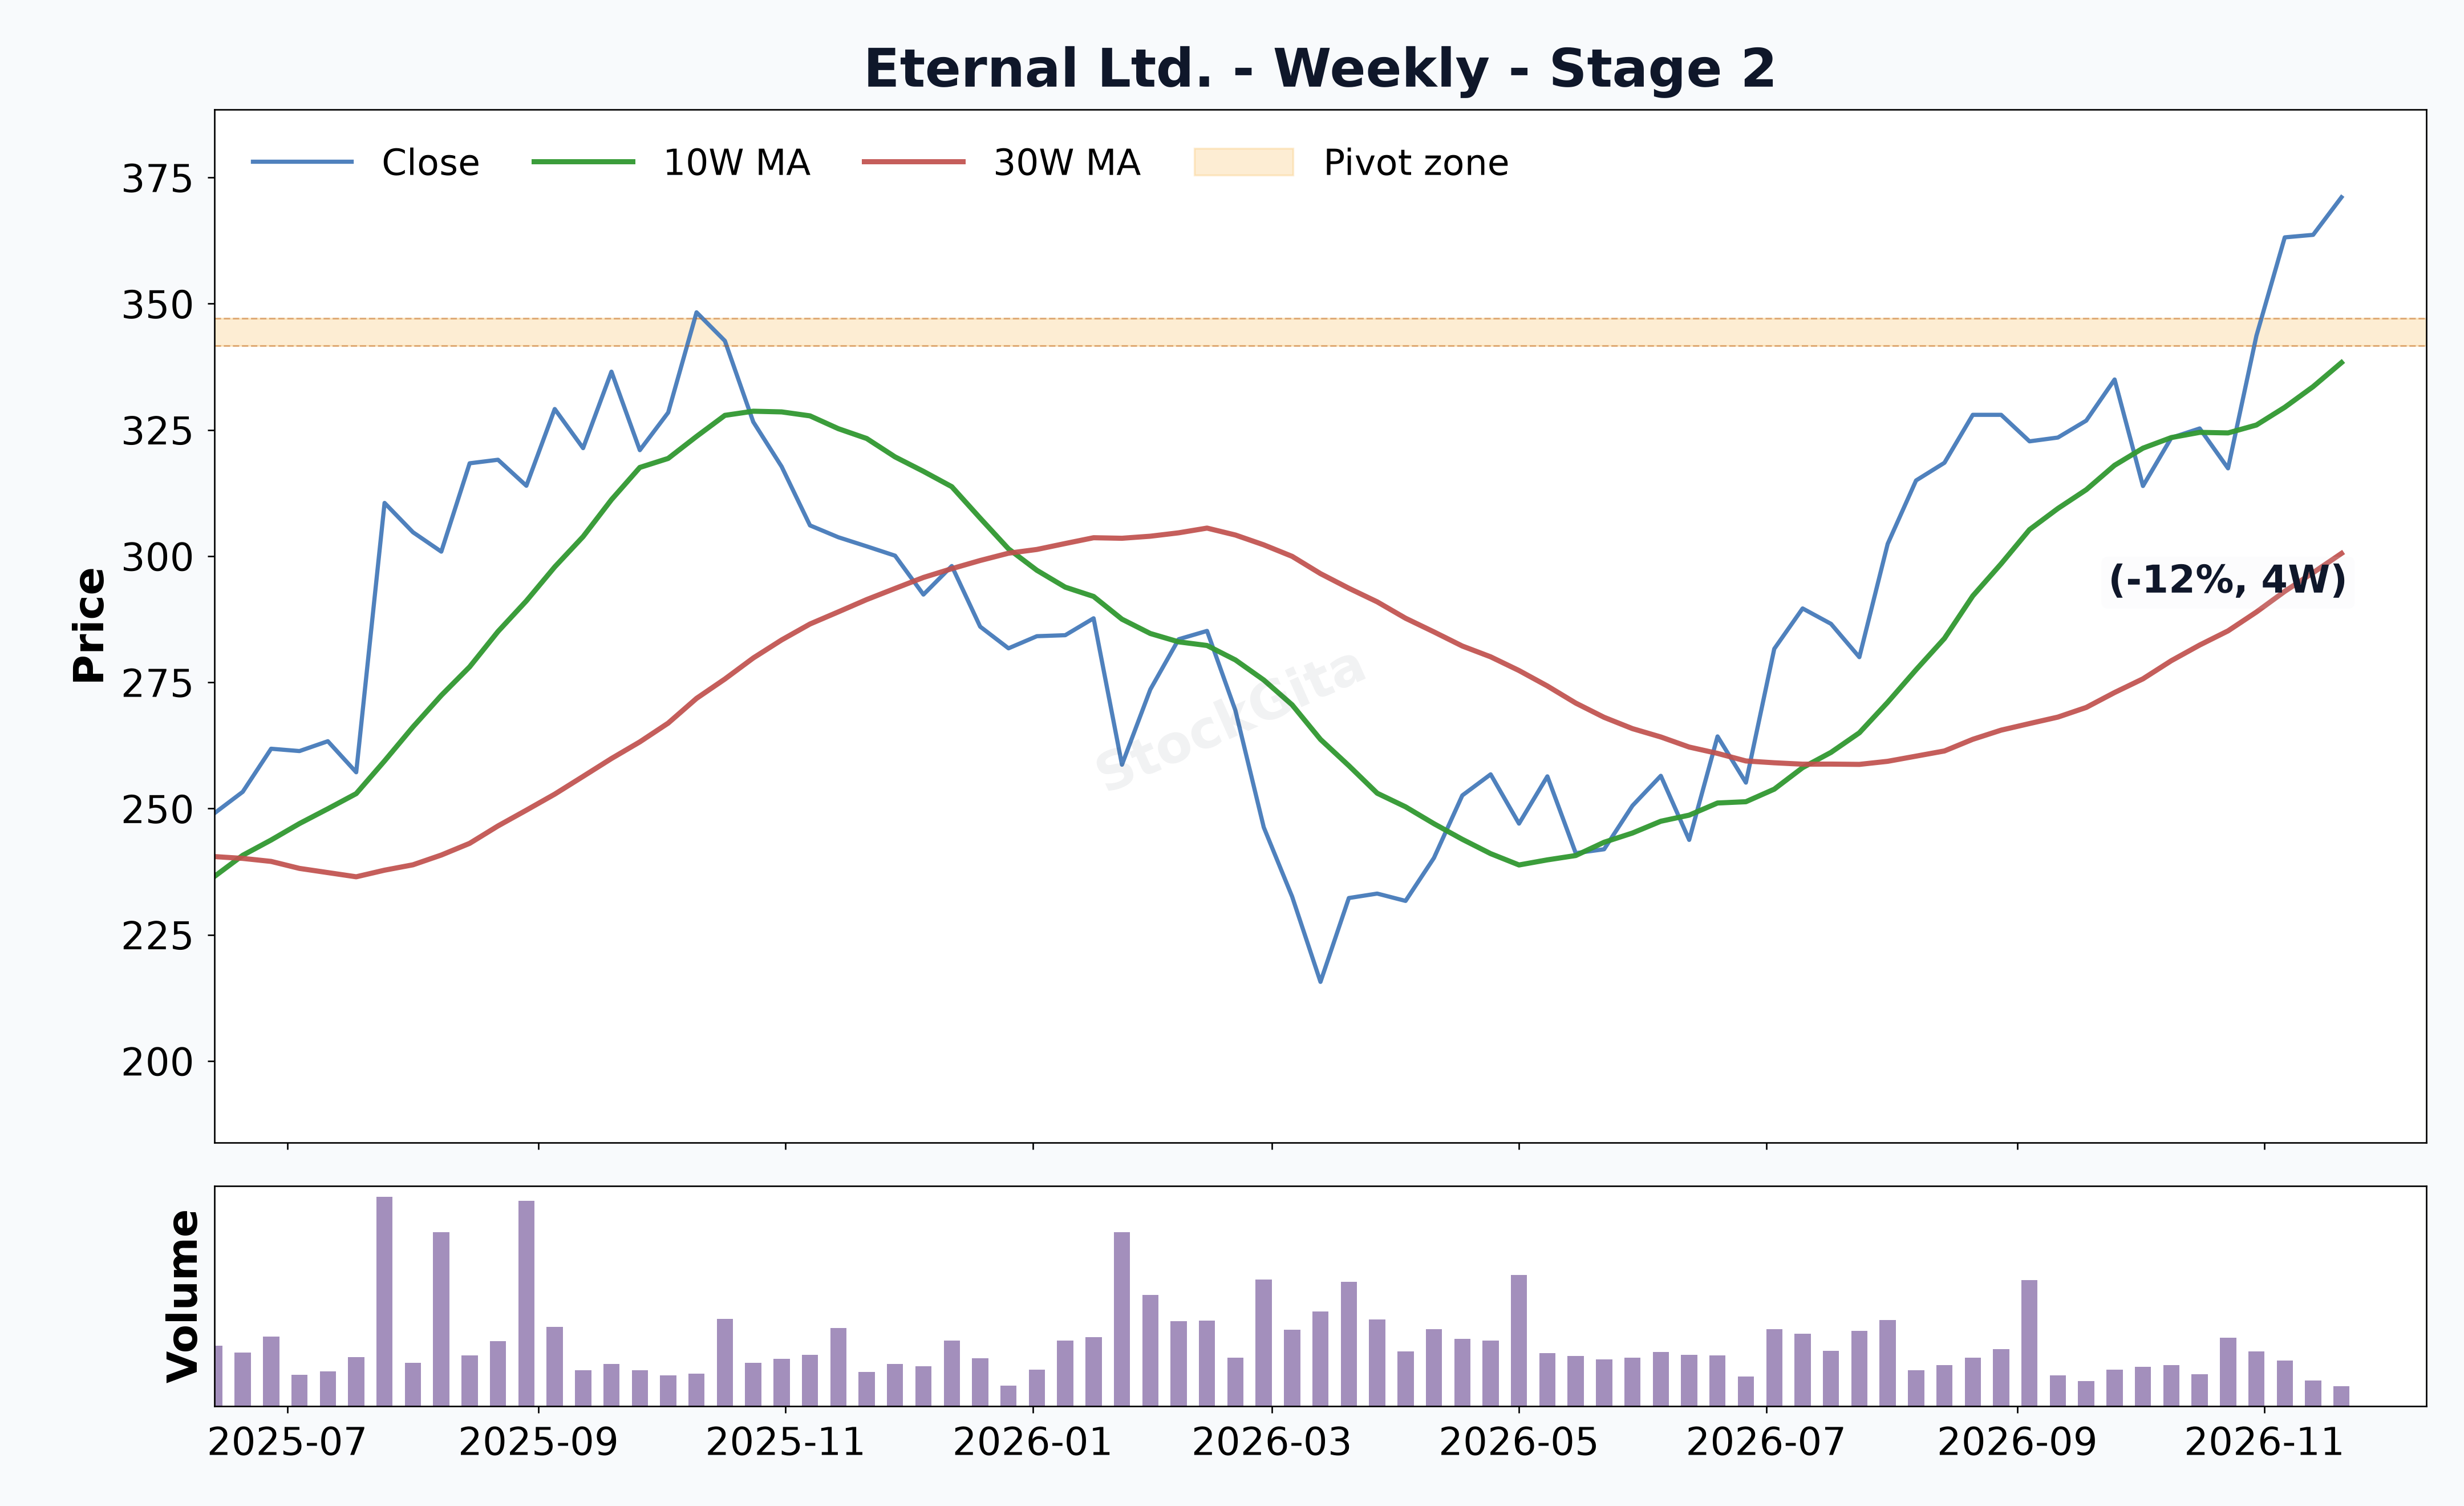 Eternal Ltd. - Weekly - Stage 2
Close 10W MA 30W MA Pivot zone
Price
375
350
325
300
275
250
225
200
(-12%, 4W)
StockGita
Volume
2025-07 2025-09 2025-11 2026-01 2026-03 2026-05 2026-07 2026-09 2026-11